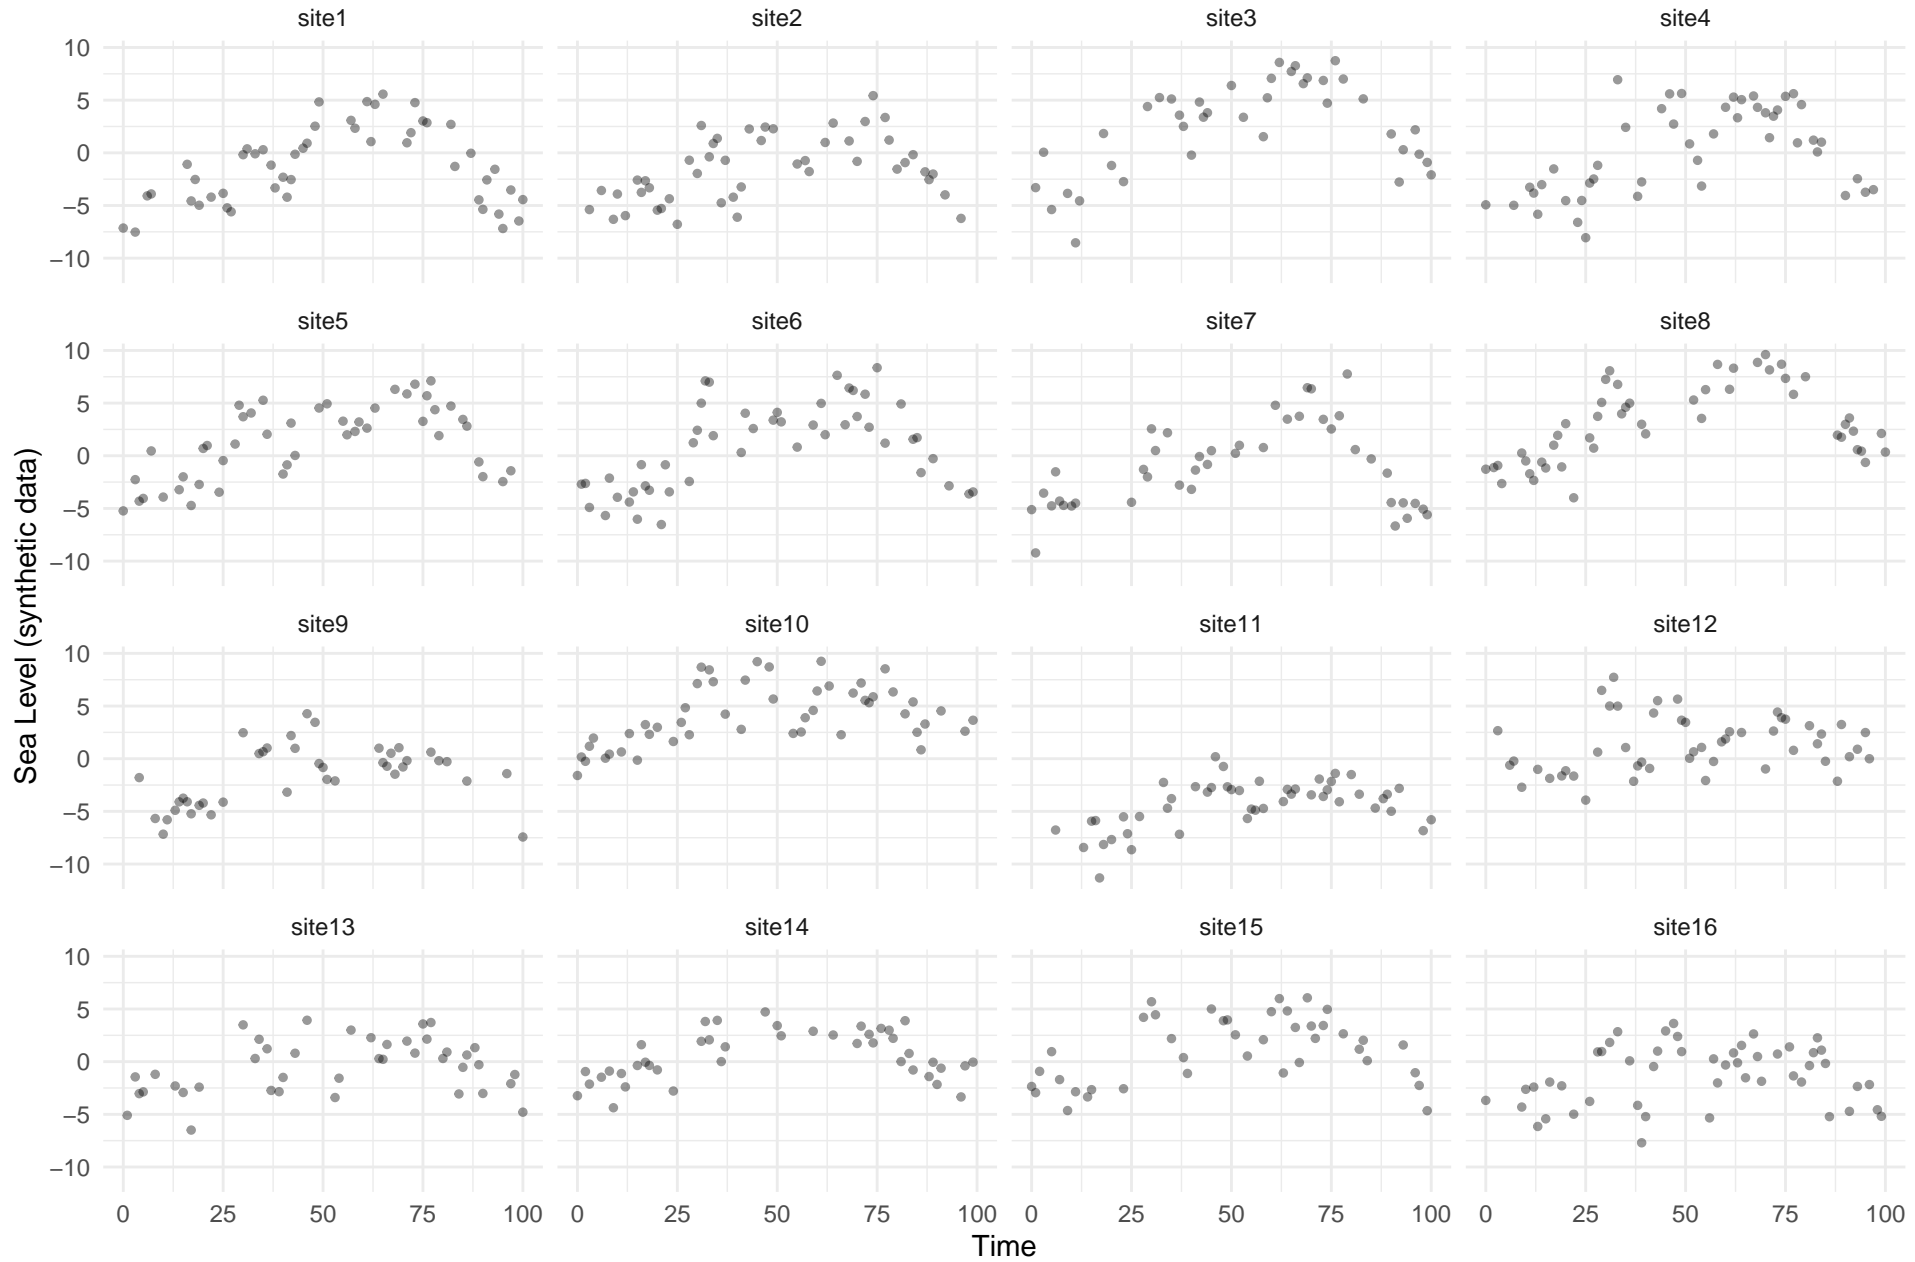 site1 site2 site3 site4
10
5
0
−5
−10
site5 site6 site7 site8
10
5
0
−5
−10
site9 site10 site11 site12
10
5
0
−5
−10
site13 site14 site15 site16
10
5
0
−5
−10
0 25 50 75 100 0 25 50 75 100 0 25 50 75 100 0 25 50 75 100
Time
Sea Level (synthetic data)